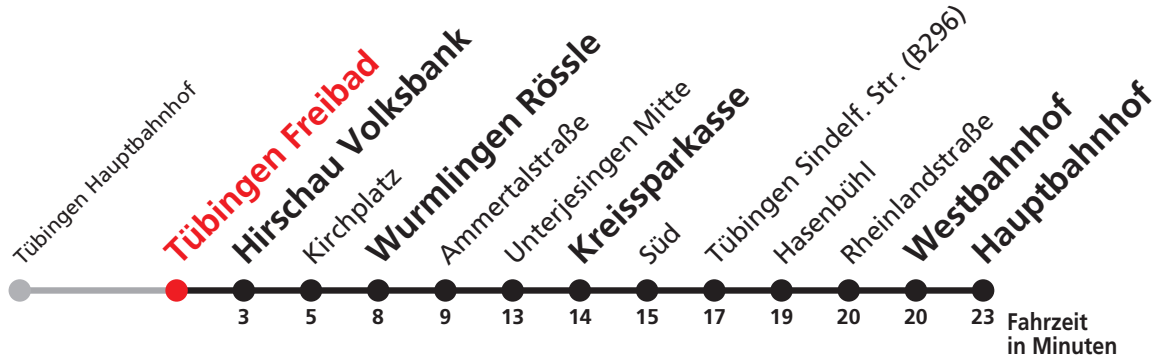 Tübingen Hauptbahnhof
Tübingen Freibad
Hirschau Volksbank
Kirchplatz
Wurmlingen Rössle
Ammertalstraße
Unterjesingen Mitte
Kreissparkasse
Süd
Tübingen Sindelf. Str. (B296)
Hasenbühl
Rheinlandstraße
Westbahnhof
Hauptbahnhof
3 5 8 9 13 14 15 17 19 20 20 23
Fahrzeit
in Minuten